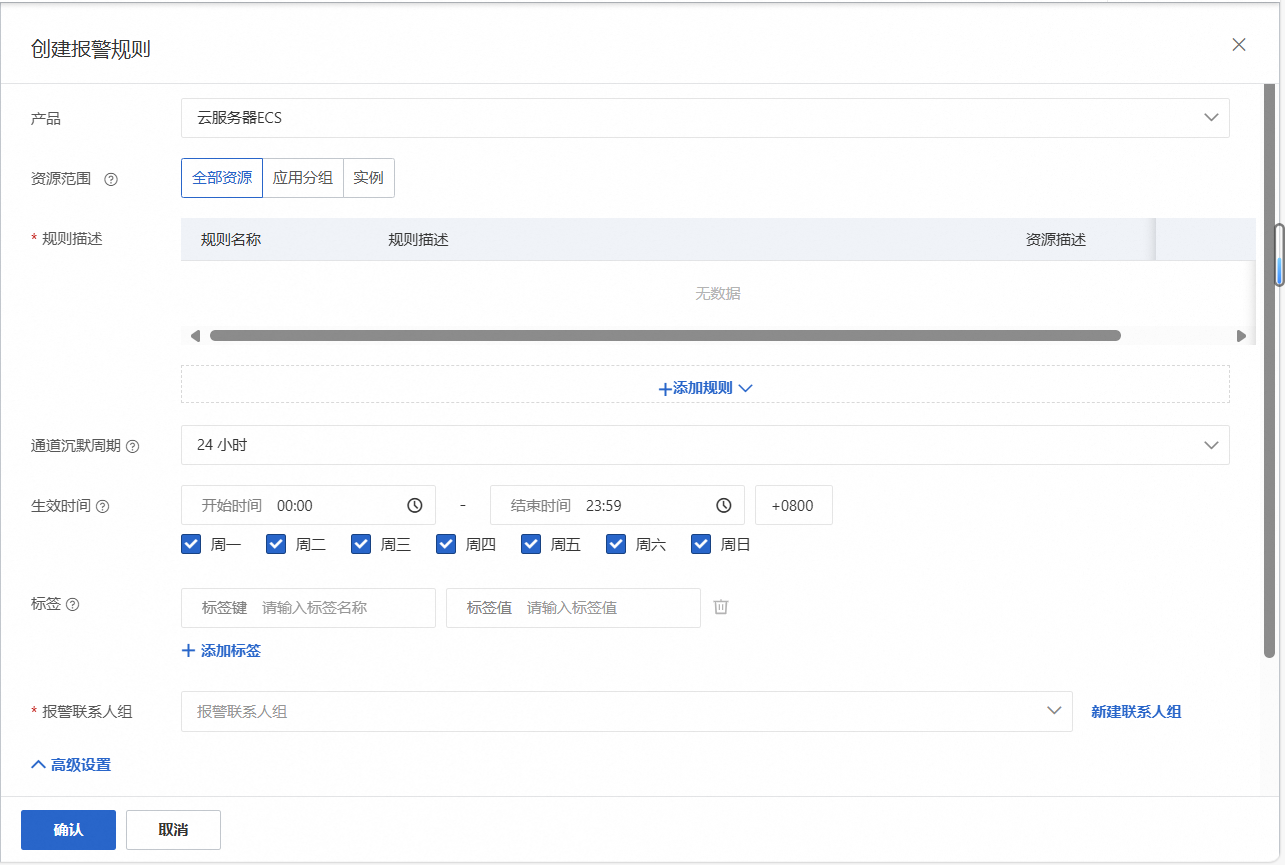 创建报警规则
产品 云服务器ECS
资源范围 全部资源 应用分组 实例
* 规则描述 规则名称 规则描述 资源描述
无数据
添加规则
通道沉默周期 24 小时
生效时间 开始时间 00:00 - 结束时间 23:59 +0800
周一 周二 周三 周四 周五 周六 周日
标签 标签键 请输入标签名称 标签值 请输入标签值
添加标签
* 报警联系人组 报警联系人组 新建联系人组
高级设置
确认 取消